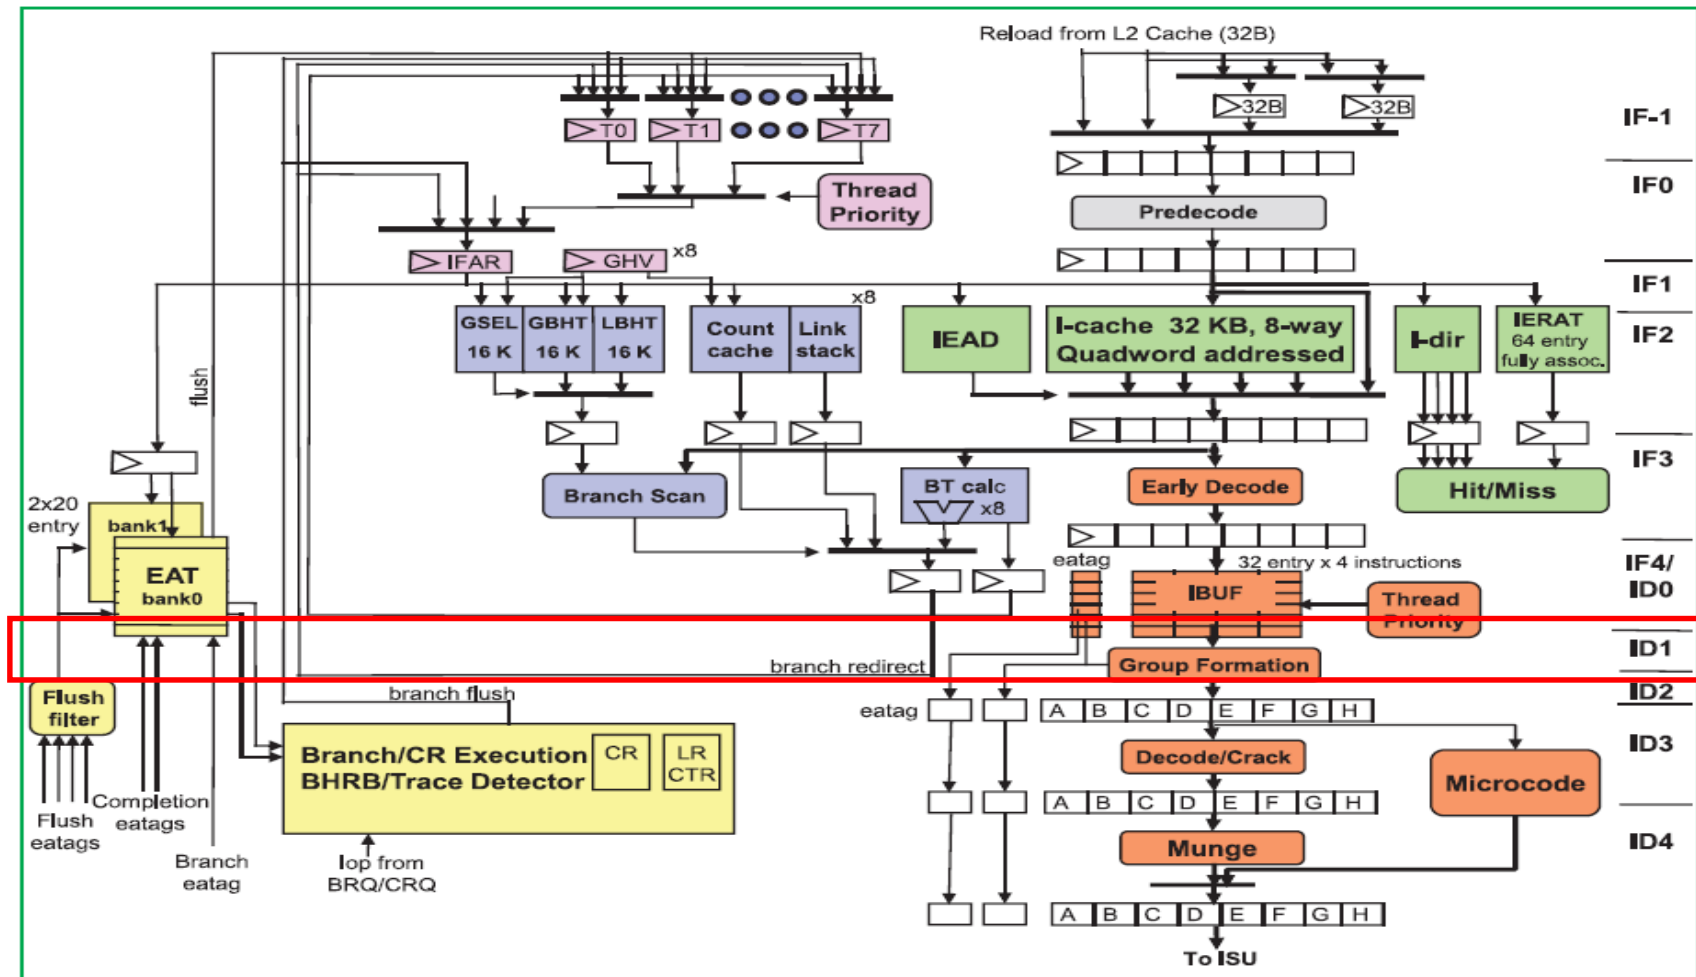 Reload from L2 Cache (32B)
32B
32B
IF-1
T0
T1
T7
Thread
Priority
IF0
Predecode
IFAR
GHV
x8
IF1
x8
GSEL
16 K
GBHT
16 K
LBHT
16 K
Count
cache
Link
stack
IEAD
I-cache 32 KB, 8-way
Quadword addressed
I-dir
IERAT
64 entry
fully assoc.
IF2
flush
IF3
Branch Scan
BT calc
x8
Early Decode
Hit/Miss
2x20
entry
bank1
EAT
bank0
eatag
32 entry x 4 instructions
IBUF
Thread
Priority
IF4/
ID0
branch redirect
Group Formation
ID1
Flush
filter
branch flush
eatag
A B C D E F G H
ID2
Branch/CR Execution
BHRB/Trace Detector
CR
LR
CTR
Decode/Crack
Microcode
ID3
Completion
eatags
Flush
eatags
A B C D E F G H
Munge
ID4
Branch
eatag
Iop from
BRQ/CRQ
A B C D E F G H
To ISU